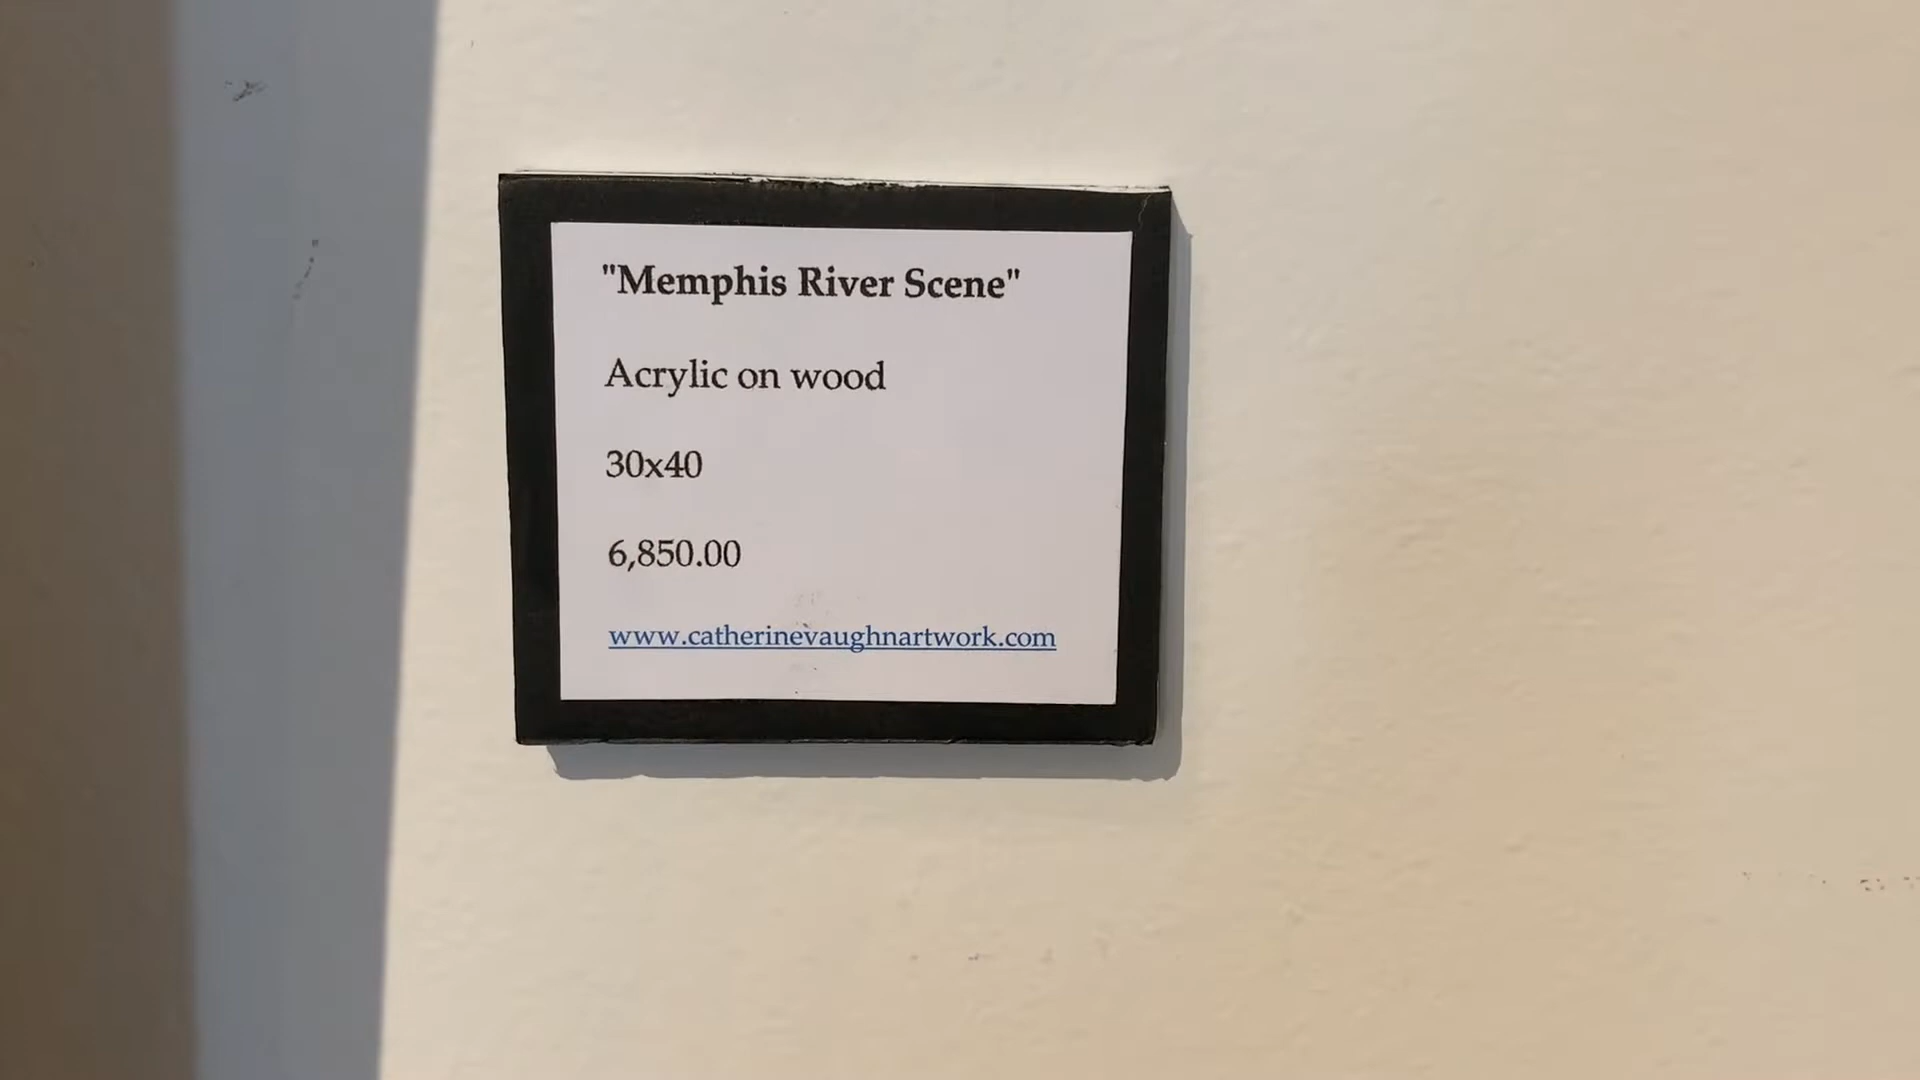 "Memphis River Scene"
Acrylic on wood
30x40
6,850.00
www.catherinevaughnartwork.com